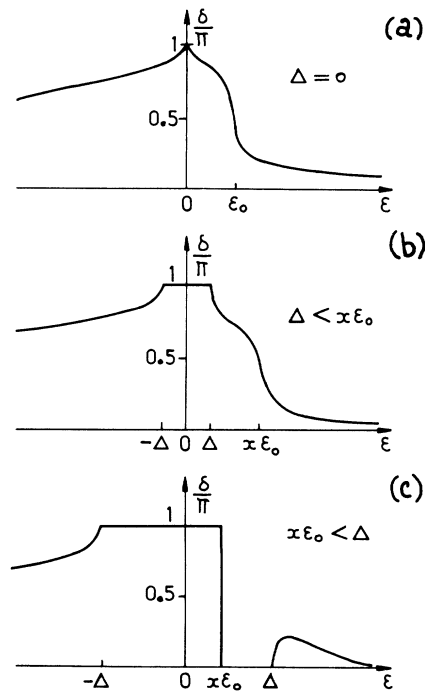 δ/π
(a)
1
Δ = 0
0.5
0
ε₀
ε
δ/π
(b)
1
Δ < xε₀
0.5
-Δ
0
Δ
xε₀
ε
δ/π
(c)
1
xε₀ < Δ
0.5
-Δ
0
xε₀
Δ
ε